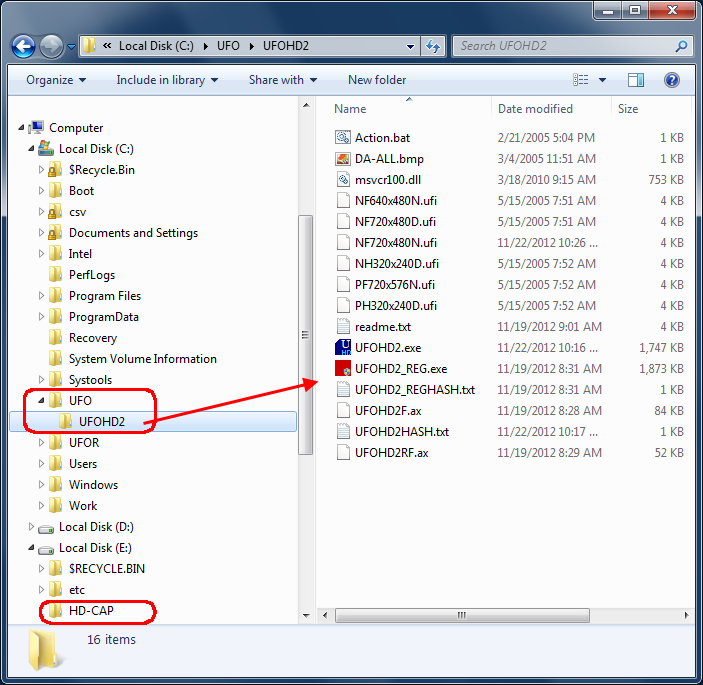 « Local Disk (C:) ▸ UFO ▸ UFOHD2
Search UFOHD2
Organize Include in library Share with New folder
Computer
Local Disk (C:)
$Recycle.Bin
Boot
csv
Documents and Settings
Intel
PerfLogs
Program Files
ProgramData
Recovery
System Volume Information
Systools
UFO
UFOHD2
UFOR
Users
Windows
Work
Local Disk (D:)
Local Disk (E:)
$RECYCLE.BIN
etc
HD-CAP
Name Date modified Size
Action.bat 2/21/2005 5:04 PM 1 KB
DA-ALL.bmp 3/4/2005 11:51 AM 1 KB
msvcr100.dll 3/18/2010 9:15 AM 753 KB
NF640x480N.ufi 5/15/2005 7:51 AM 4 KB
NF720x480D.ufi 5/15/2005 7:51 AM 4 KB
NF720x480N.ufi 11/22/2012 10:26 ... 4 KB
NH320x240D.ufi 5/15/2005 7:52 AM 4 KB
PF720x576N.ufi 5/15/2005 7:52 AM 4 KB
PH320x240D.ufi 5/15/2005 7:52 AM 4 KB
readme.txt 11/19/2012 9:01 AM 4 KB
UFOHD2.exe 11/22/2012 10:16 ... 1,747 KB
UFOHD2_REG.exe 11/19/2012 8:31 AM 1,873 KB
UFOHD2_REGHASH.txt 11/19/2012 8:31 AM 1 KB
UFOHD2F.ax 11/19/2012 8:28 AM 84 KB
UFOHD2HASH.txt 11/22/2012 10:17 ... 1 KB
UFOHD2RF.ax 11/19/2012 8:29 AM 52 KB
16 items